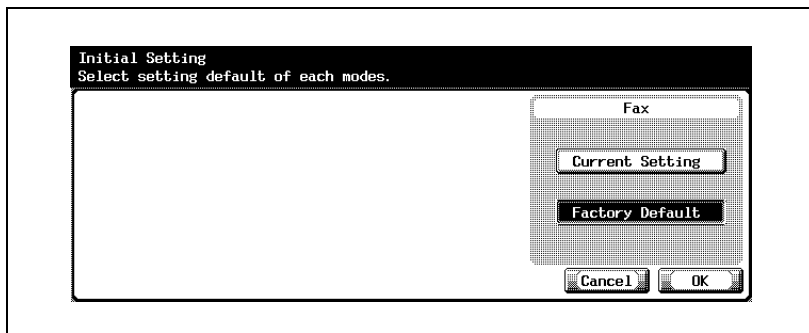 Initial Setting
Select setting default of each modes.
Fax
Current Setting
Factory Default
Cancel OK